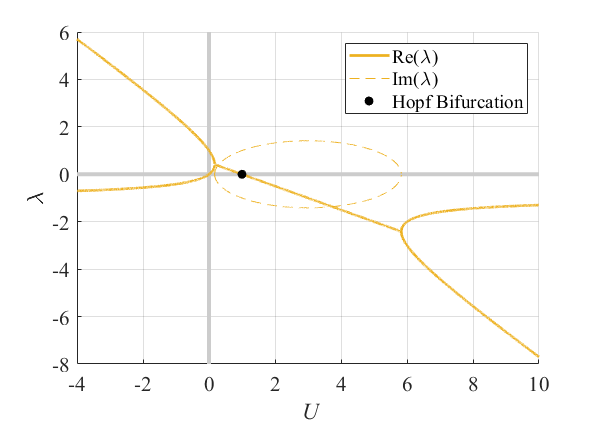 6
4
2
0
-2
-4
-6
-8
λ
Re(λ)
Im(λ)
Hopf Bifurcation
-4 -2 0 2 4 6 8 10
U